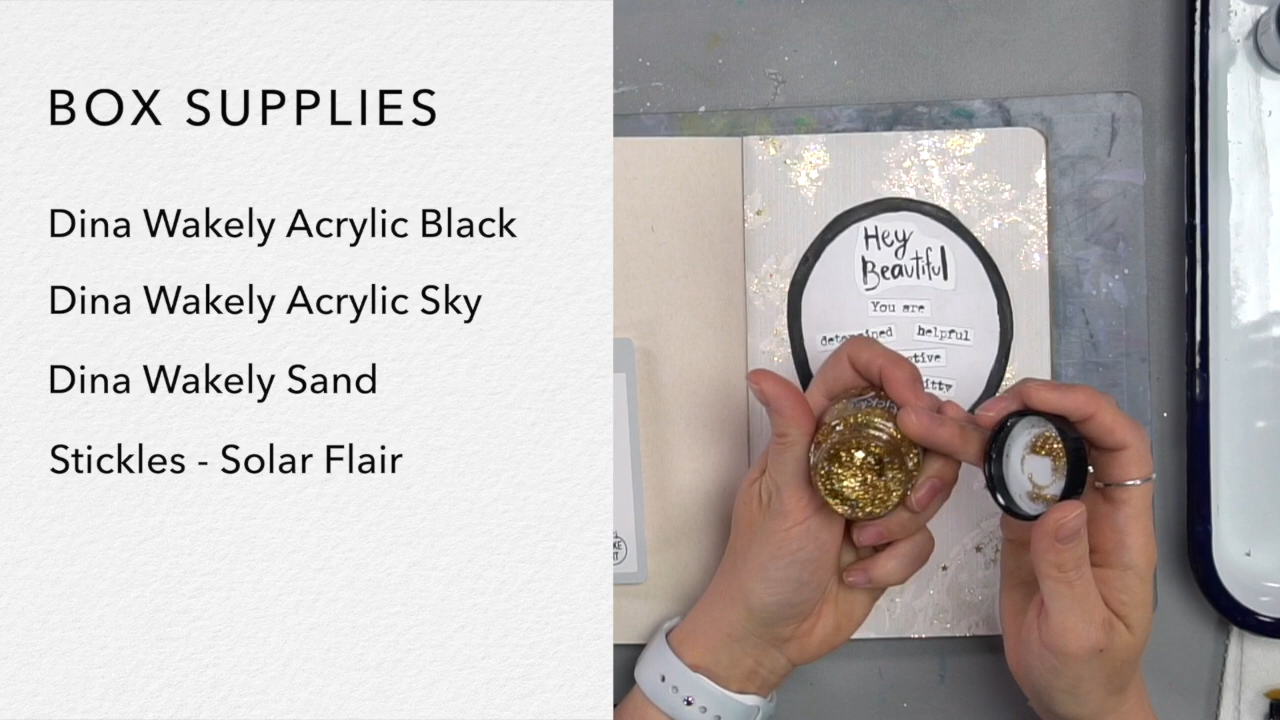 BOX SUPPLIES
Dina Wakely Acrylic Black
Dina Wakely Acrylic Sky
Dina Wakely Sand
Stickles - Solar Flair
Hey
Beautiful
You are
determined helpful